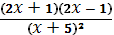 (2x + 1)(2x − 1)
(x + 5)²